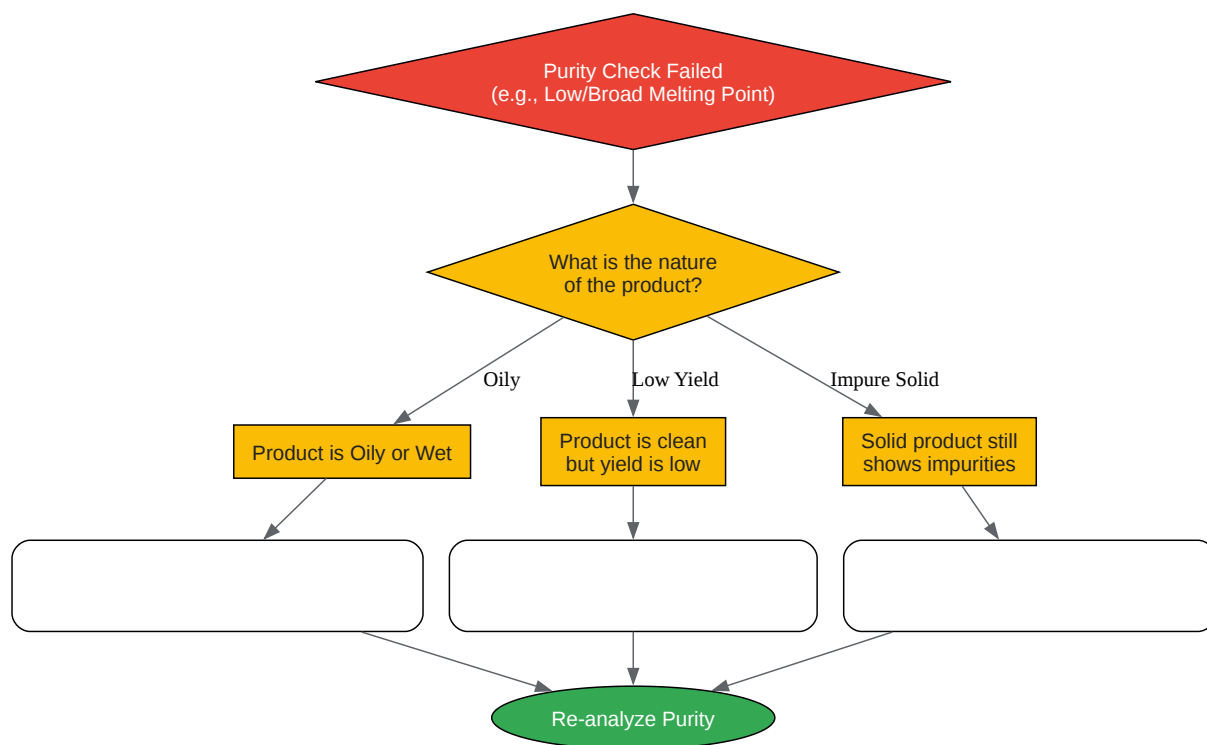 Purity Check Failed
(e.g., Low/Broad Melting Point)
What is the nature
of the product?
Oily
Low Yield
Impure Solid
Product is Oily or Wet
Product is clean
but yield is low
Solid product still
shows impurities
Re-analyze Purity